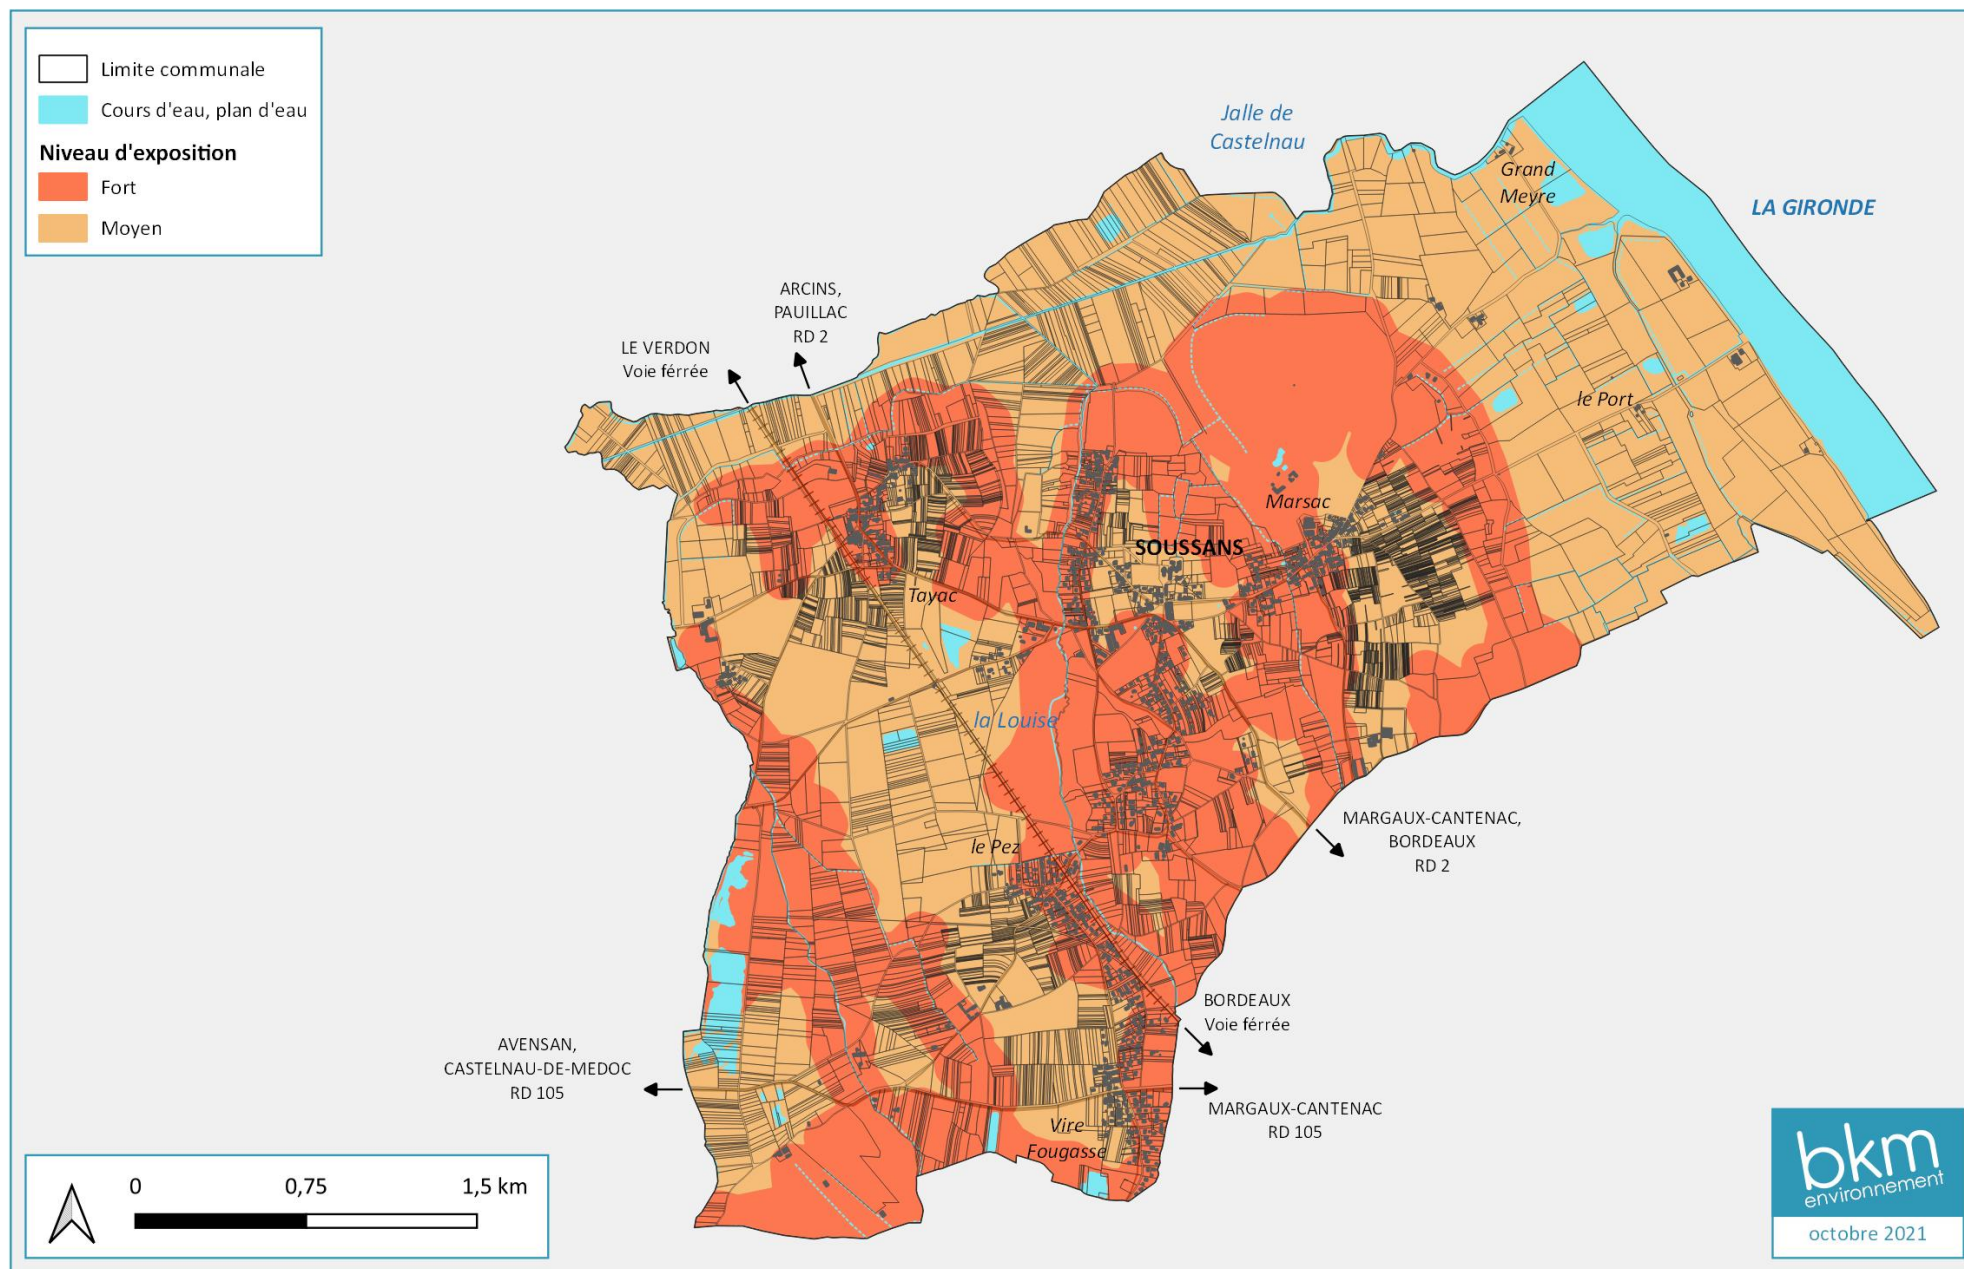 Limite communale
Cours d'eau, plan d'eau
Niveau d'exposition
Fort
Moyen
Jalle de
Castelnau
Grand
Meyre
LA GIRONDE
ARCINS,
PAUILLAC
RD 2
LE VERDON
Voie férrée
le Port
Marsac
SOUSSANS
Tayac
la Louise
le Pez
MARGAUX-CANTENAC,
BORDEAUX
RD 2
BORDEAUX
Voie férrée
AVENSAN,
CASTELNAU-DE-MEDOC
RD 105
MARGAUX-CANTENAC
RD 105
Vire
Fougasse
0 0,75 1,5 km
bkm
environnement
octobre 2021